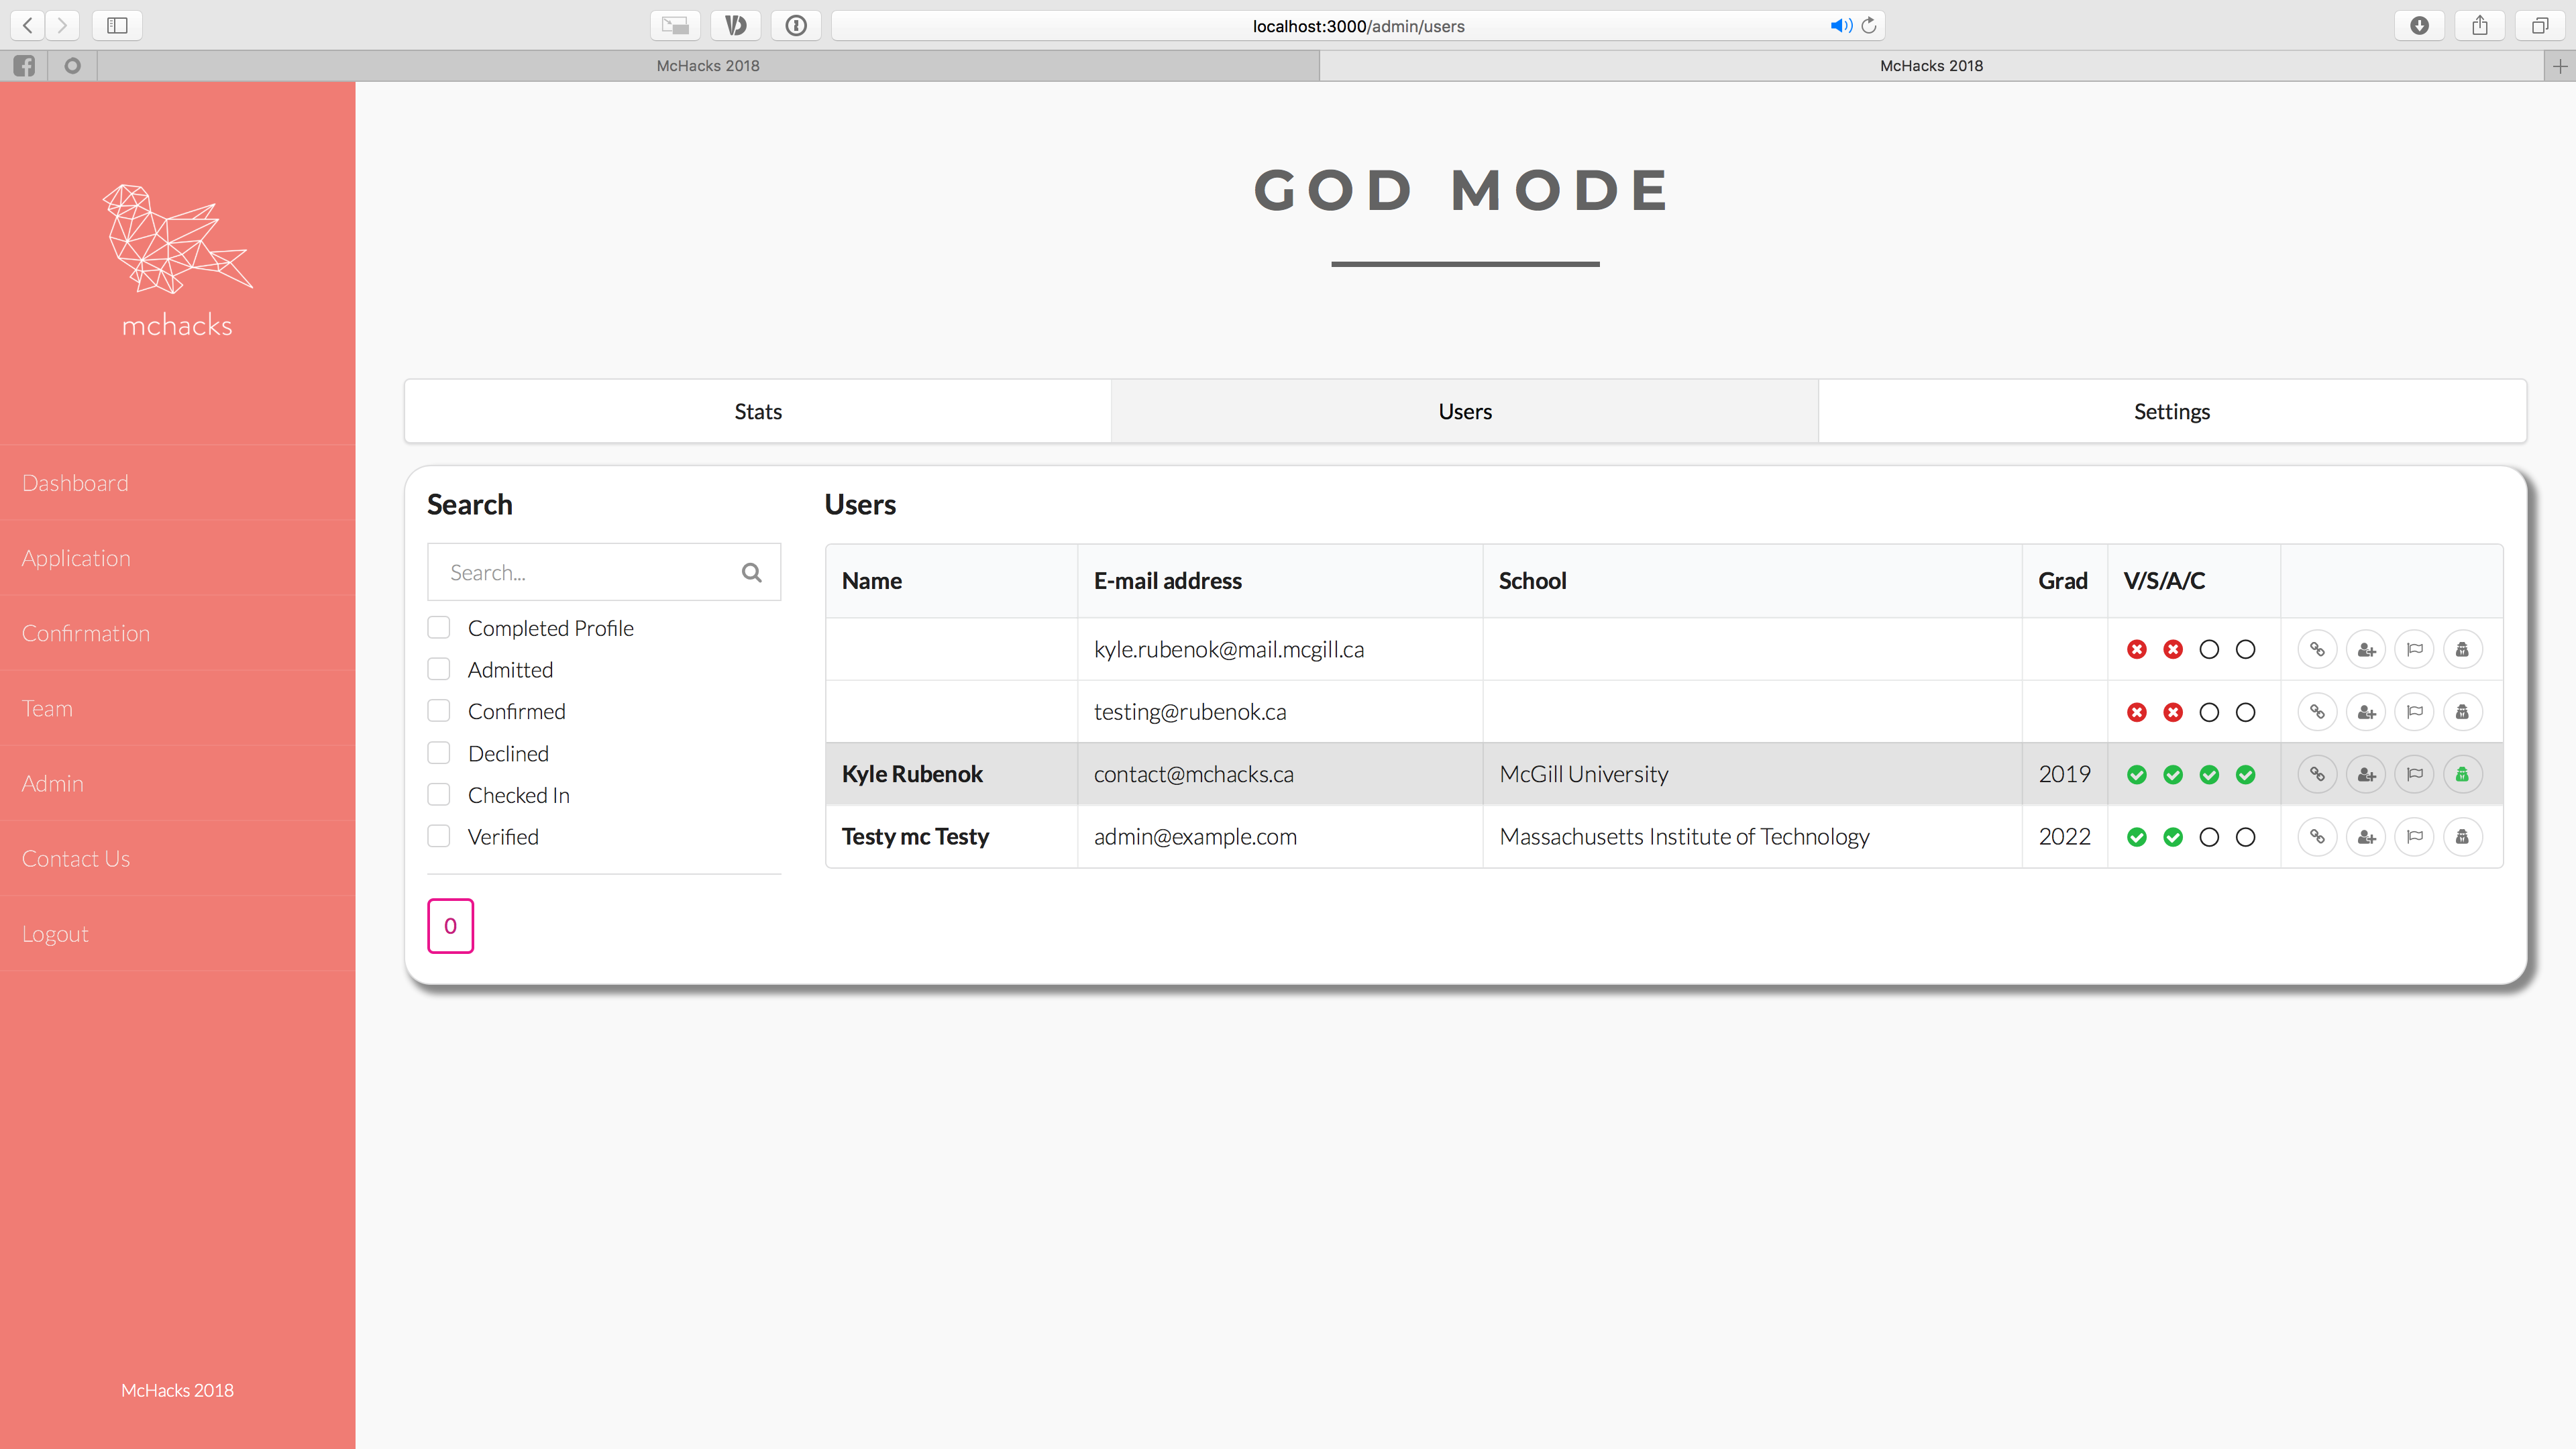 localhost:3000/admin/users
McHacks 2018
McHacks 2018
mchacks
Dashboard
Application
Confirmation
Team
Admin
Contact Us
Logout
McHacks 2018
GOD MODE
Stats Users Settings
Search
Search...
Completed Profile
Admitted
Confirmed
Declined
Checked In
Verified
0
Users
Name E-mail address School Grad V/S/A/C
kyle.rubenok@mail.mcgill.ca
testing@rubenok.ca
Kyle Rubenok contact@mchacks.ca McGill University 2019
Testy mc Testy admin@example.com Massachusetts Institute of Technology 2022